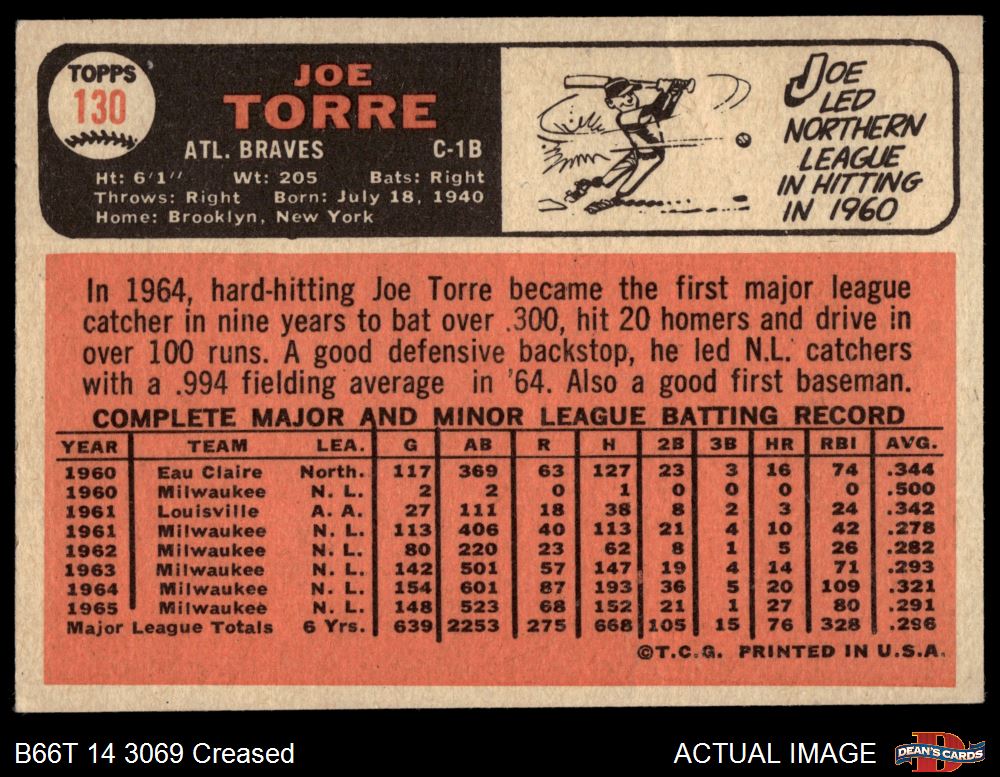 TOPPS
130
JOE
TORRE
ATL. BRAVES C-1B
Ht: 6'1" Wt: 205 Bats: Right
Throws: Right Born: July 18, 1940
Home: Brooklyn, New York
JOE
LED
NORTHERN
LEAGUE
IN HITTING
IN 1960
In 1964, hard-hitting Joe Torre became the first major league
catcher in nine years to bat over .300, hit 20 homers and drive in
over 100 runs. A good defensive backstop, he led N.L. catchers
with a .994 fielding average in '64. Also a good first baseman.
COMPLETE MAJOR AND MINOR LEAGUE BATTING RECORD
YEAR TEAM LEA. G AB R H 2B 3B HR RBI AVG.
1960 Eau Claire North. 117 369 63 127 23 3 16 74 .344
1960 Milwaukee N. L. 2 2 0 1 0 0 0 0 .500
1961 Louisville A. A. 27 111 18 38 8 2 3 24 .342
1961 Milwaukee N. L. 113 406 40 113 21 4 10 42 .278
1962 Milwaukee N. L. 80 220 23 62 8 1 5 26 .282
1963 Milwaukee N. L. 142 501 57 147 19 4 14 71 .293
1964 Milwaukee N. L. 154 601 87 193 36 5 20 109 .321
1965 Milwaukee N. L. 148 523 68 152 21 1 27 80 .291
Major League Totals 6 Yrs. 639 2253 275 668 105 15 76 328 .296
©T.C.G. PRINTED IN U.S.A.
B66T 14 3069 Creased
ACTUAL IMAGE
DEAN'S CARDS